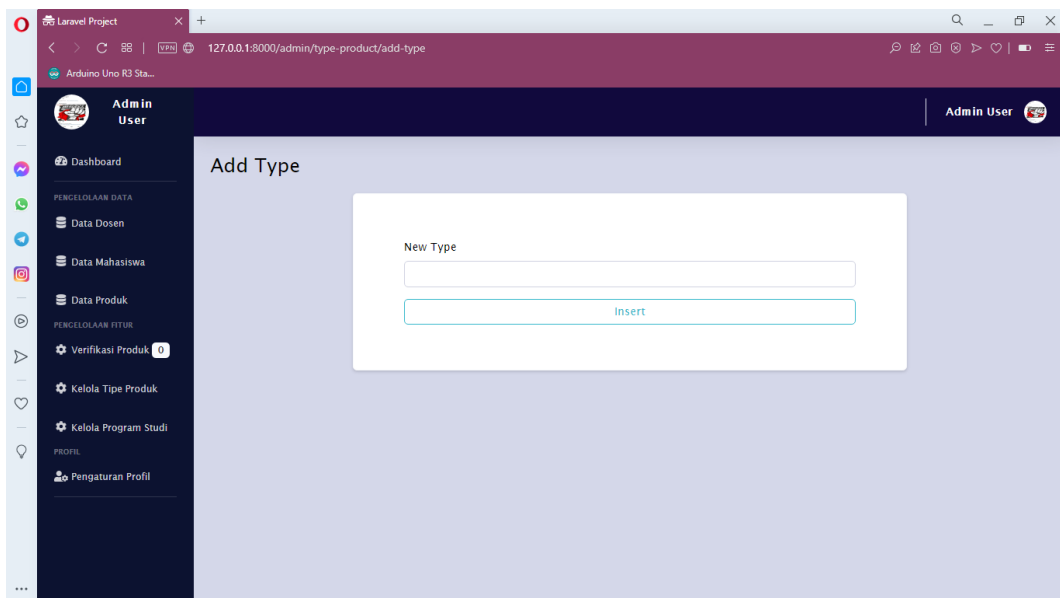 Laravel Project
VPN
127.0.0.1:8000/admin/type-product/add-type
Arduino Uno R3 Sta...
Admin
User
Admin User
Dashboard
PENGELOLAAN DATA
Data Dosen
Data Mahasiswa
Data Produk
PENGELOLAAN FITUR
Verifikasi Produk 0
Kelola Tipe Produk
Kelola Program Studi
PROFIL
Pengaturan Profil
Add Type
New Type
Insert